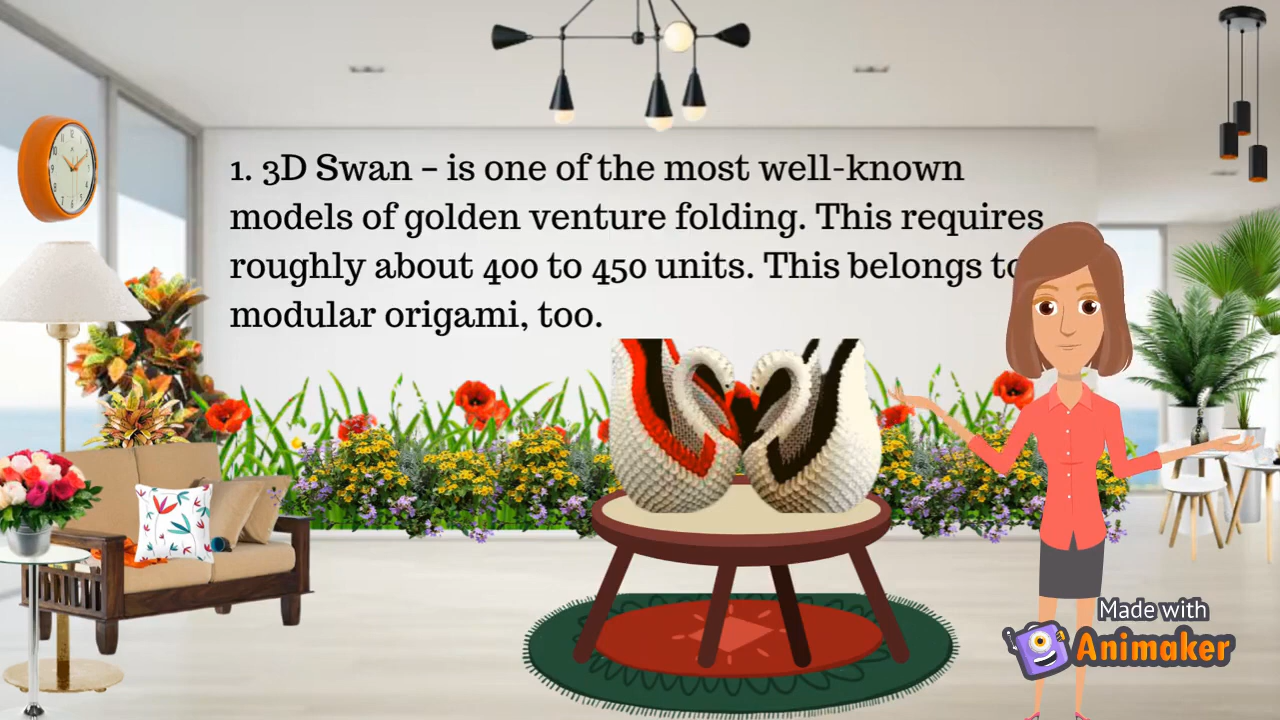 1. 3D Swan – is one of the most well-known
models of golden venture folding. This requires
roughly about 400 to 450 units. This belongs to
modular origami, too.
Made with
Animaker